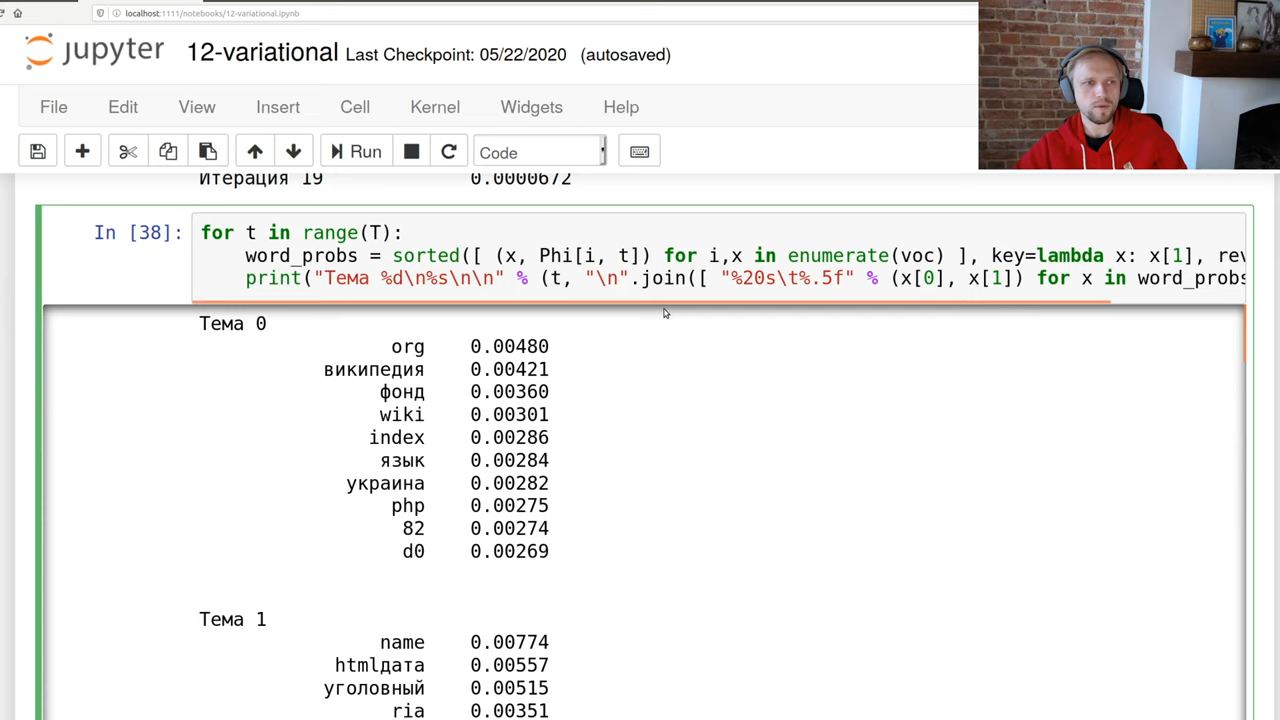 localhost:1111/notebooks/12-variational.ipynb
jupyter 12-variational Last Checkpoint: 05/22/2020 (autosaved)
File Edit View Insert Cell Kernel Widgets Help
Run Code
Итерация 19 0.0000672
In [38]: for t in range(T):
word_probs = sorted([ (x, Phi[i, t]) for i,x in enumerate(voc) ], key=lambda x: x[1], rev
print("Тема %d\n%s\n\n" % (t, "\n".join([ "%20s\t%.5f" % (x[0], x[1]) for x in word_probs
Тема 0
org 0.00480
википедия 0.00421
фонд 0.00360
wiki 0.00301
index 0.00286
язык 0.00284
украина 0.00282
php 0.00275
82 0.00274
d0 0.00269
Тема 1
name 0.00774
htmlдата 0.00557
уголовный 0.00515
ria 0.00351